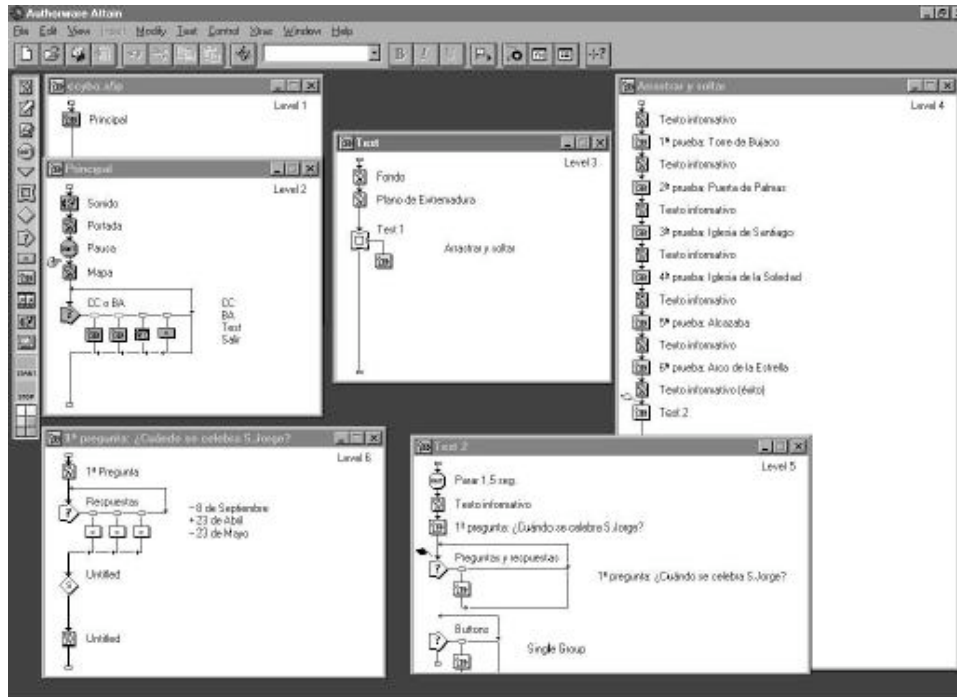 Authorware Attain
File Edit View Insert Modify Text Control Xtras Window Help
START
STOP
Level 1
Principal
Principal
Level 2
Sonido
Portada
Pausa
Mapa
CC o BA
CC
BA
Test
Salir
Test
Level 3
Fondo
Plano de Extremadura
Test 1
Arrastrar y soltar
Arrastrar y soltar
Level 4
Texto informativo
1ª prueba: Torre de Bujaco
Texto informativo
2ª prueba: Puerta de Palmas
Texto informativo
3ª prueba: Iglesia de Santiago
Texto informativo
4ª prueba: Iglesia de la Soledad
Texto informativo
5ª prueba: Alcazaba
Texto informativo
6ª prueba: Arco de la Estrella
Texto informativo (éxito)
Test 2
1ª pregunta: ¿Cuándo se celebra S.Jorge?
Level 6
1ª Pregunta
Respuestas
-8 de Septiembre
+23 de Abril
-23 de Mayo
Untitled
Untitled
Test 2
Level 5
Parar 1,5 seg.
Texto informativo
1ª pregunta: ¿Cuándo se celebra S.Jorge?
Preguntas y respuestas
1ª pregunta: ¿Cuándo se celebra S.Jorge?
Buttons
Single Group